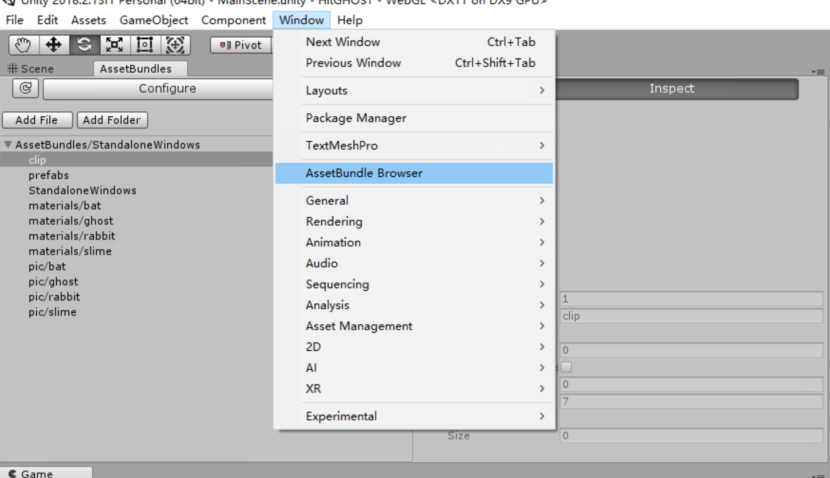 Unity 2018.2.13f1 Personal (64bit) - MainScene.unity - HitGHOST - WebGL <DX11 on DX9 GPU>
File Edit Assets GameObject Component Window Help
Pivot
Scene
AssetBundles
Configure
Inspect
Add File Add Folder
AssetBundles/StandaloneWindows
clip
prefabs
StandaloneWindows
materials/bat
materials/ghost
materials/rabbit
materials/slime
pic/bat
pic/ghost
pic/rabbit
pic/slime
Next Window Ctrl+Tab
Previous Window Ctrl+Shift+Tab
Layouts
Package Manager
TextMeshPro
AssetBundle Browser
General
Rendering
Animation
Audio
Sequencing
Analysis
Asset Management
2D
AI
XR
Experimental
1
clip
0
0
7
Size 0
Game